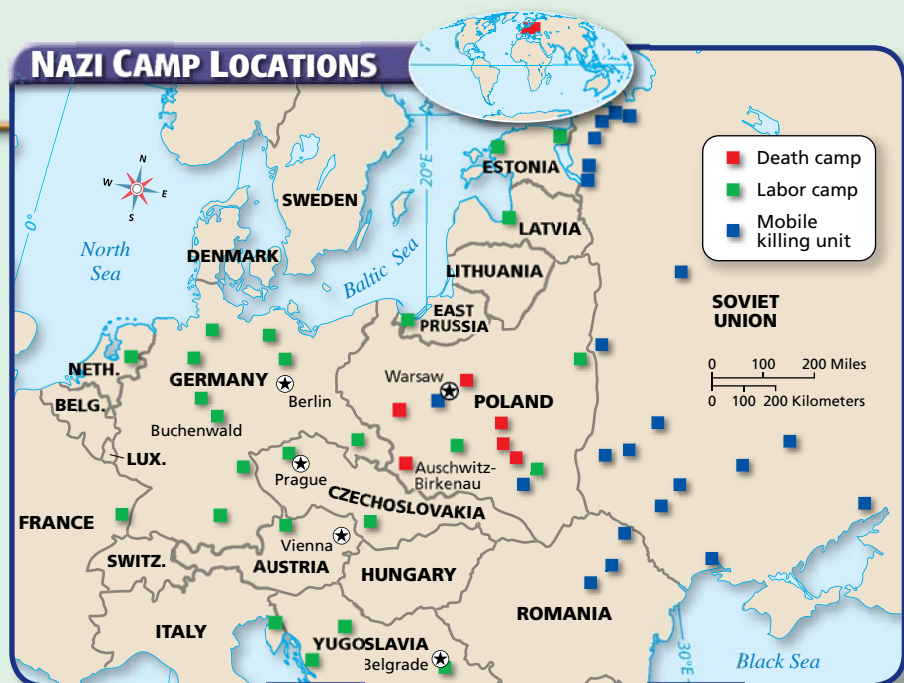 NAZI CAMP LOCATIONS
N
W
E
S
0°
20°E
North
Sea
SWEDEN
DENMARK
Baltic Sea
ESTONIA
LATVIA
LITHUANIA
EAST
PRUSSIA
Death camp
Labor camp
Mobile
killing unit
SOVIET
UNION
0 100 200 Miles
0 100 200 Kilometers
NETH.
BELG.
LUX.
GERMANY
Berlin
Buchenwald
Warsaw
POLAND
Auschwitz-
Birkenau
Prague
CZECHOSLOVAKIA
FRANCE
SWITZ.
Vienna
AUSTRIA
HUNGARY
ROMANIA
ITALY
YUGOSLAVIA
Belgrade
30°E
Black Sea